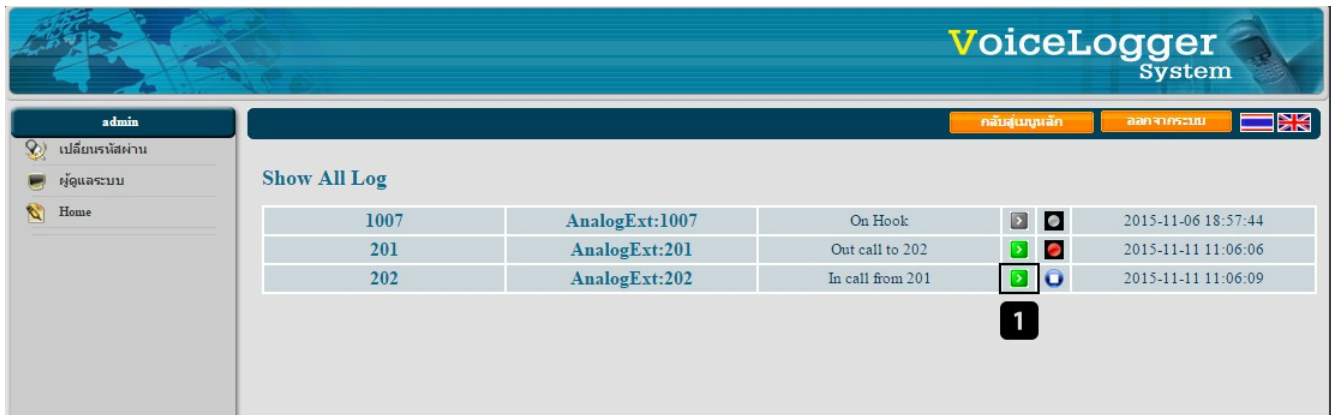 VoiceLogger
System
admin
กลับสู่เมนูหลัก
ออกจากระบบ
เปลี่ยนรหัสผ่าน
ผู้ดูแลระบบ
Home
Show All Log
1007 AnalogExt:1007 On Hook 2015-11-06 18:57:44
201 AnalogExt:201 Out call to 202 2015-11-11 11:06:06
202 AnalogExt:202 In call from 201 2015-11-11 11:06:09
1